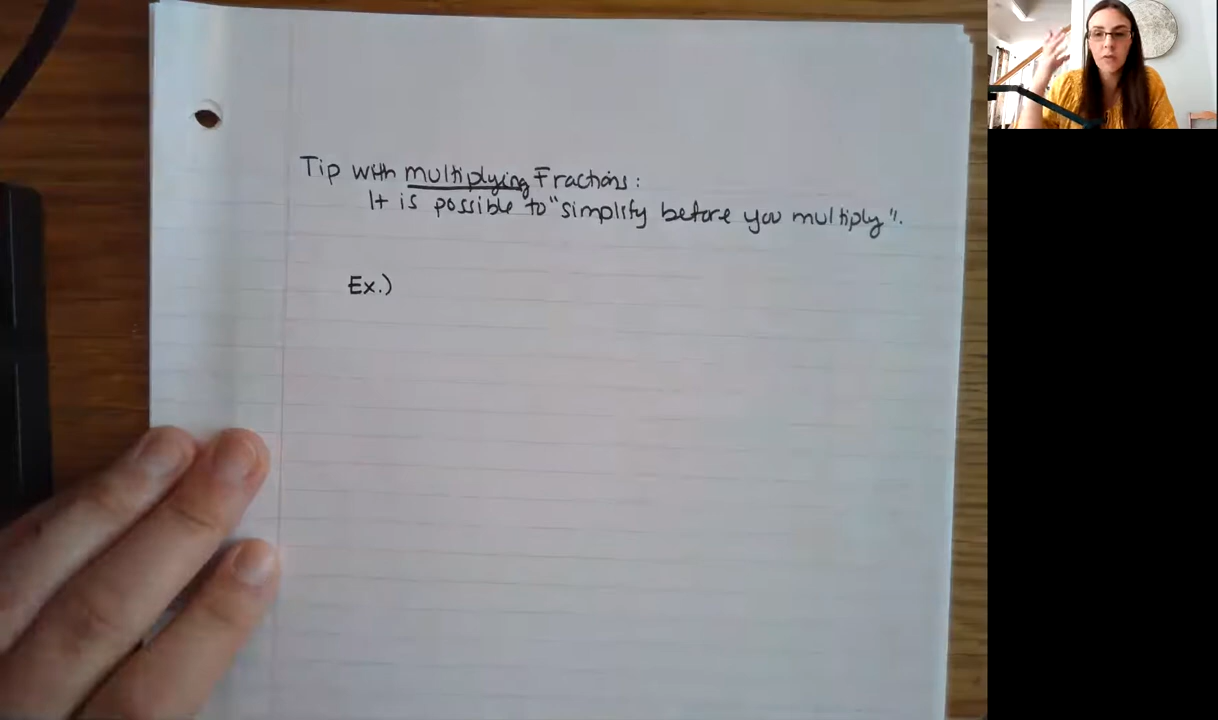 Tip with multiplying Fractions:
It is possible to "simplify before you multiply".
Ex.)